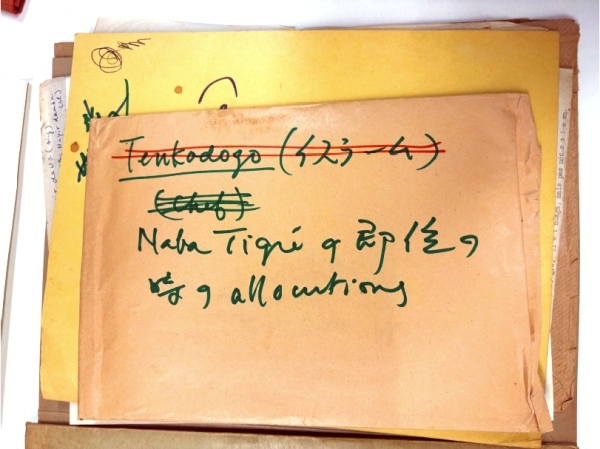 Tenkodogo (イスラーム)
(Chef)
Naba Tigré の即位の
時の allocutions